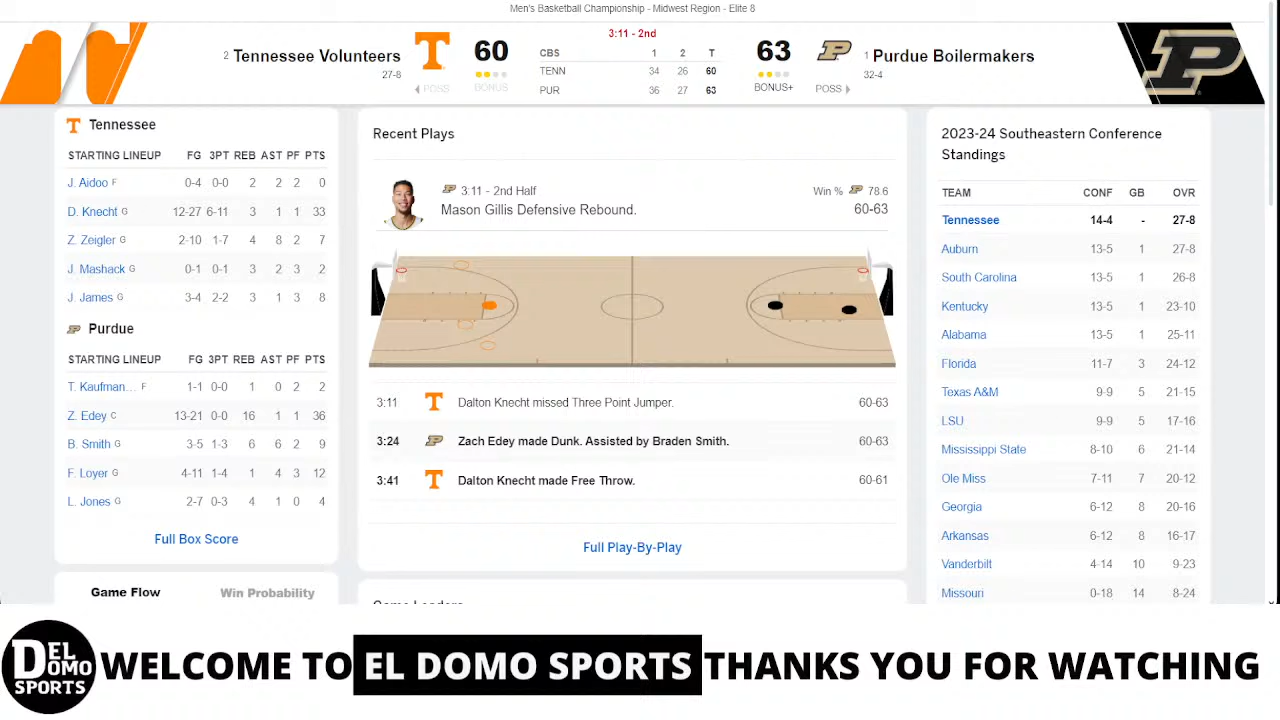 Men's Basketball Championship - Midwest Region - Elite 8
2 Tennessee Volunteers
27-8
T
POSS
60
BONUS
3:11 - 2nd
CBS 1 2 T
TENN 34 26 60
PUR 36 27 63
63
BONUS+
P
POSS
1 Purdue Boilermakers
32-4
P
T Tennessee
STARTING LINEUP FG 3PT REB AST PF PTS
J. Aidoo F 0-4 0-0 2 2 2 0
D. Knecht G 12-27 6-11 3 1 1 33
Z. Zeigler G 2-10 1-7 4 8 2 7
J. Mashack G 0-1 0-1 3 2 3 2
J. James G 3-4 2-2 3 1 3 8
P Purdue
STARTING LINEUP FG 3PT REB AST PF PTS
T. Kaufman... F 1-1 0-0 1 0 2 2
Z. Edey C 13-21 0-0 16 1 1 36
B. Smith G 3-5 1-3 6 6 2 9
F. Loyer G 4-11 1-4 1 4 3 12
L. Jones G 2-7 0-3 4 1 0 4
Full Box Score
Game Flow Win Probability
Recent Plays
P 3:11 - 2nd Half Win % P 78.6
Mason Gillis Defensive Rebound. 60-63
3:11 T Dalton Knecht missed Three Point Jumper. 60-63
3:24 P Zach Edey made Dunk. Assisted by Braden Smith. 60-63
3:41 T Dalton Knecht made Free Throw. 60-61
Full Play-By-Play
Game Leaders
2023-24 Southeastern Conference
Standings
TEAM CONF GB OVR
Tennessee 14-4 - 27-8
Auburn 13-5 1 27-8
South Carolina 13-5 1 26-8
Kentucky 13-5 1 23-10
Alabama 13-5 1 25-11
Florida 11-7 3 24-12
Texas A&M 9-9 5 21-15
LSU 9-9 5 17-16
Mississippi State 8-10 6 21-14
Ole Miss 7-11 7 20-12
Georgia 6-12 8 20-16
Arkansas 6-12 8 16-17
Vanderbilt 4-14 10 9-23
Missouri 0-18 14 8-24
DEL
DOMO
SPORTS
WELCOME TO EL DOMO SPORTS THANKS YOU FOR WATCHING